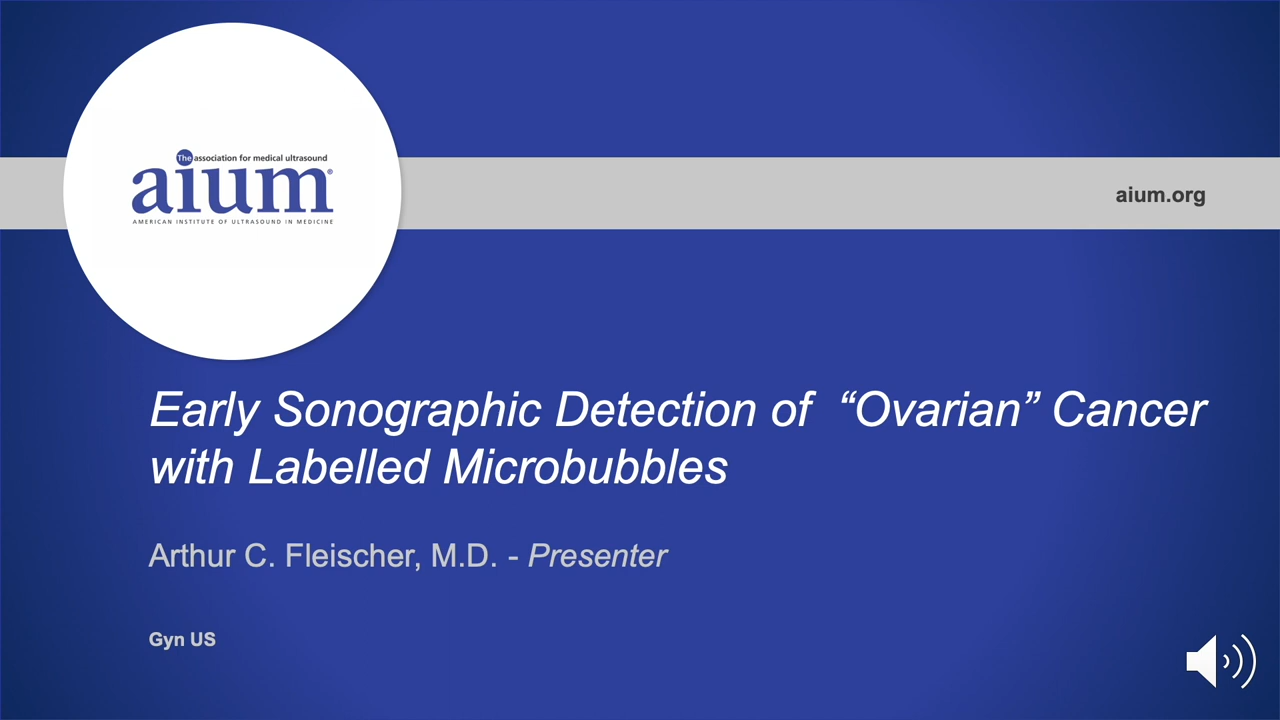 The association for medical ultrasound
aium®
AMERICAN INSTITUTE OF ULTRASOUND IN MEDICINE
aium.org
Early Sonographic Detection of “Ovarian” Cancer
with Labelled Microbubbles
Arthur C. Fleischer, M.D. - Presenter
Gyn US